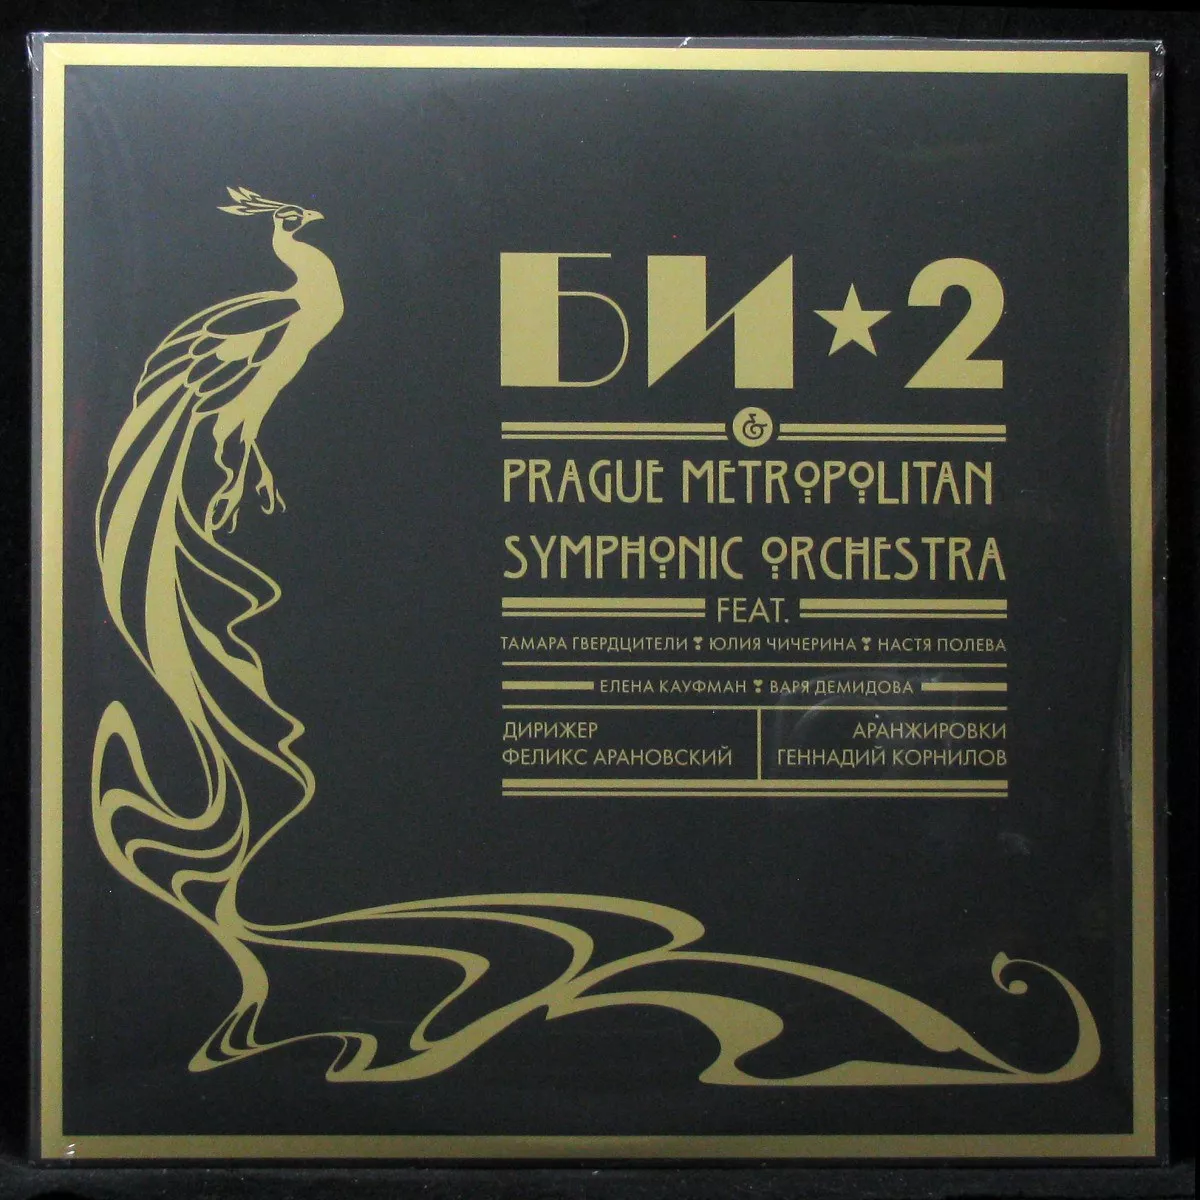 БИ★2
&
PRAGUE METROPOLITAN
SYMPHONIC ORCHESTRA
FEAT.
ТАМАРА ГВЕРДЦИТЕЛИ ❣ ЮЛИЯ ЧИЧЕРИНА ❣ НАСТЯ ПОЛЕВА
ЕЛЕНА КАУФМАН ❣ ВАРЯ ДЕМИДОВА
ДИРИЖЕР
ФЕЛИКС АРАНОВСКИЙ
АРАНЖИРОВКИ
ГЕННАДИЙ КОРНИЛОВ